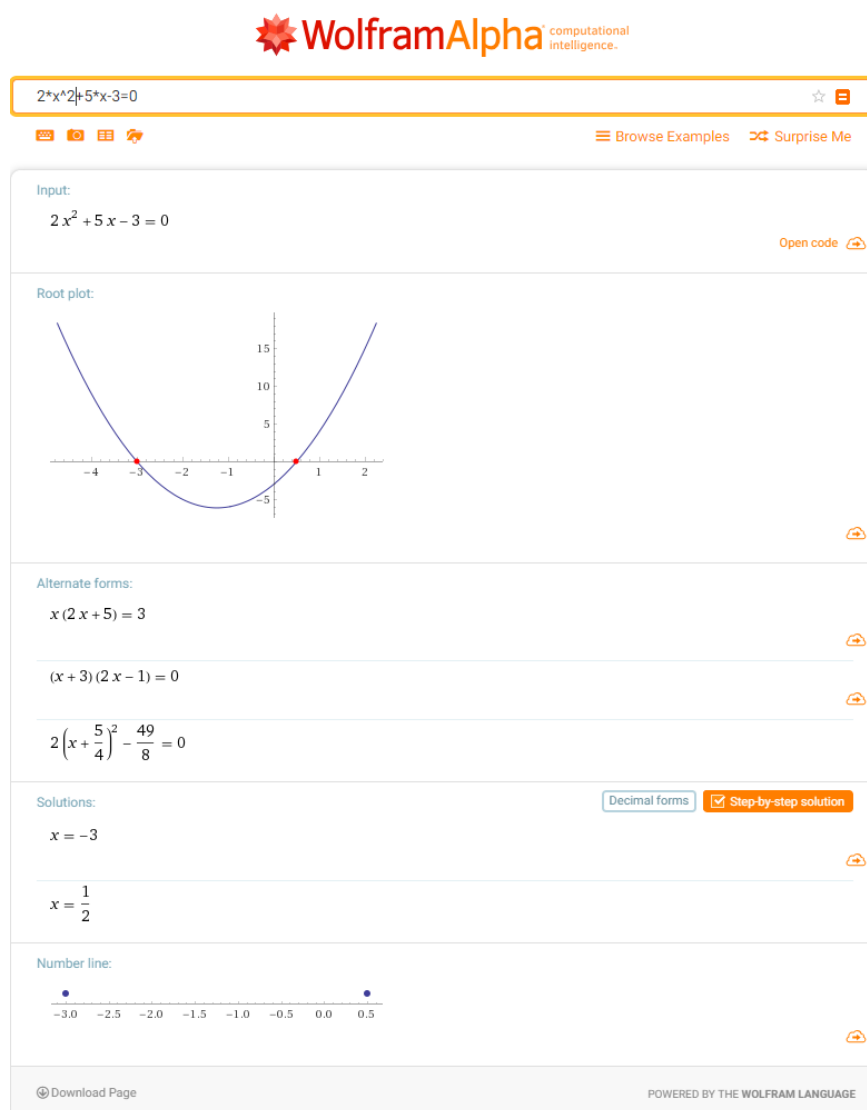 WolframAlpha computational intelligence.
2*x^2+5*x-3=0
Browse Examples Surprise Me
Input:
2 x² + 5 x – 3 = 0
Open code
Root plot:
15
10
5
−4 −3 −2 −1 1 2
−5
Alternate forms:
x (2 x + 5) = 3
(x + 3) (2 x – 1) = 0
2 (x + 5/4)² – 49/8 = 0
Solutions: Decimal forms Step-by-step solution
x = −3
x = 1/2
Number line:
−3.0 −2.5 −2.0 −1.5 −1.0 −0.5 0.0 0.5
Download Page POWERED BY THE WOLFRAM LANGUAGE